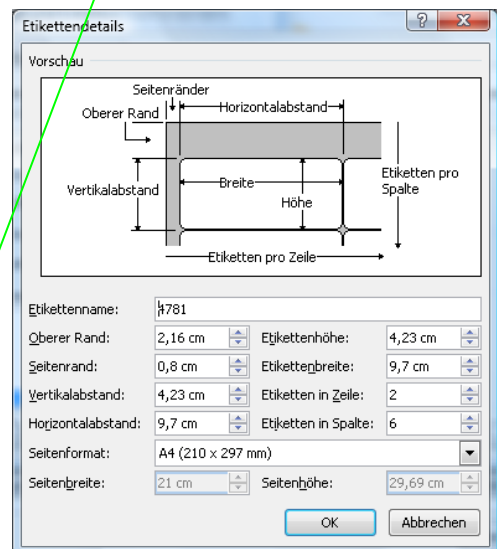 Etikettendetails
Vorschau
Seitenränder
Oberer Rand
Horizontalabstand
Vertikalabstand
Breite
Höhe
Etiketten pro
Spalte
Etiketten pro Zeile
Etikettenname: 4781
Oberer Rand: 2,16 cm Etikettenhöhe: 4,23 cm
Seitenrand: 0,8 cm Etikettenbreite: 9,7 cm
Vertikalabstand: 4,23 cm Etiketten in Zeile: 2
Horizontalabstand: 9,7 cm Etiketten in Spalte: 6
Seitenformat: A4 (210 x 297 mm)
Seitenbreite: 21 cm Seitenhöhe: 29,69 cm
OK Abbrechen